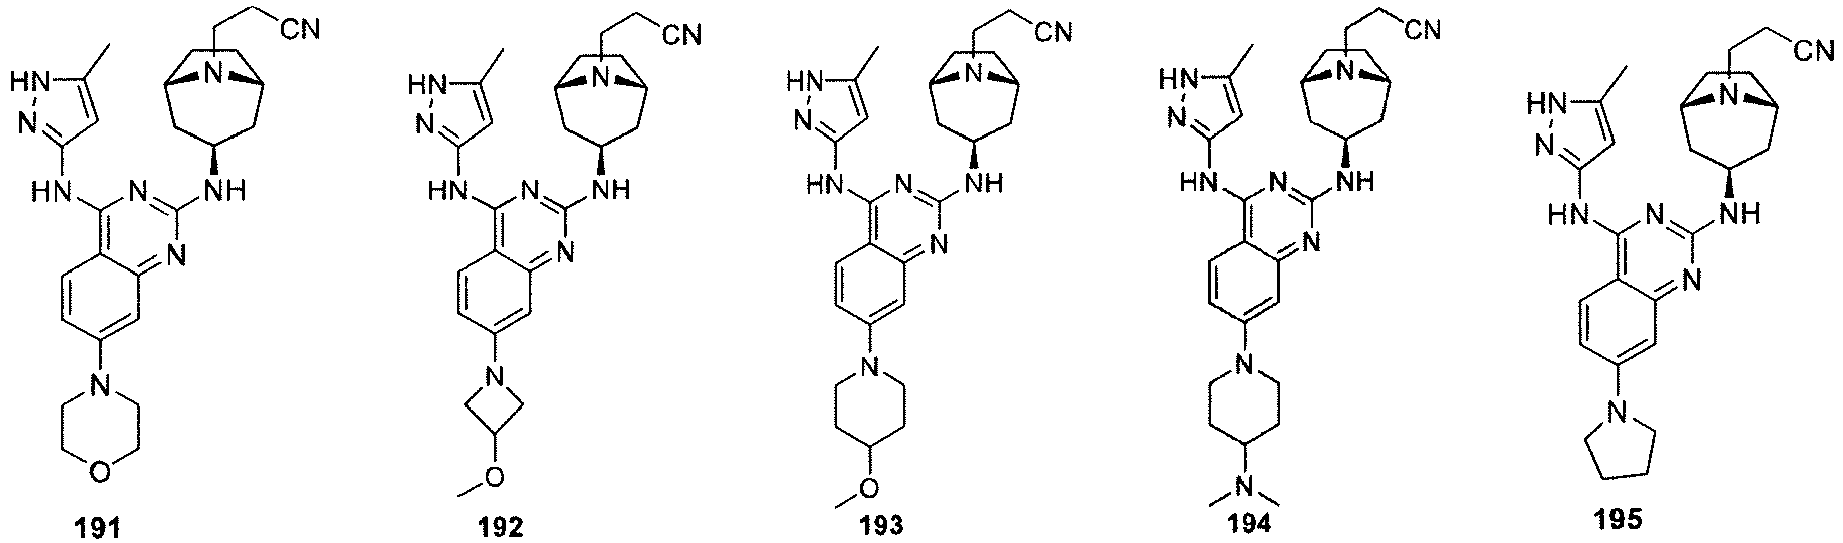 CN CN CN CN CN
HN N HN N HN N HN N HN N
N N N N N
HN N NH HN N NH HN N NH HN N NH HN N NH
N N N N N
N N N N N
O O O N
191 192 193 194 195